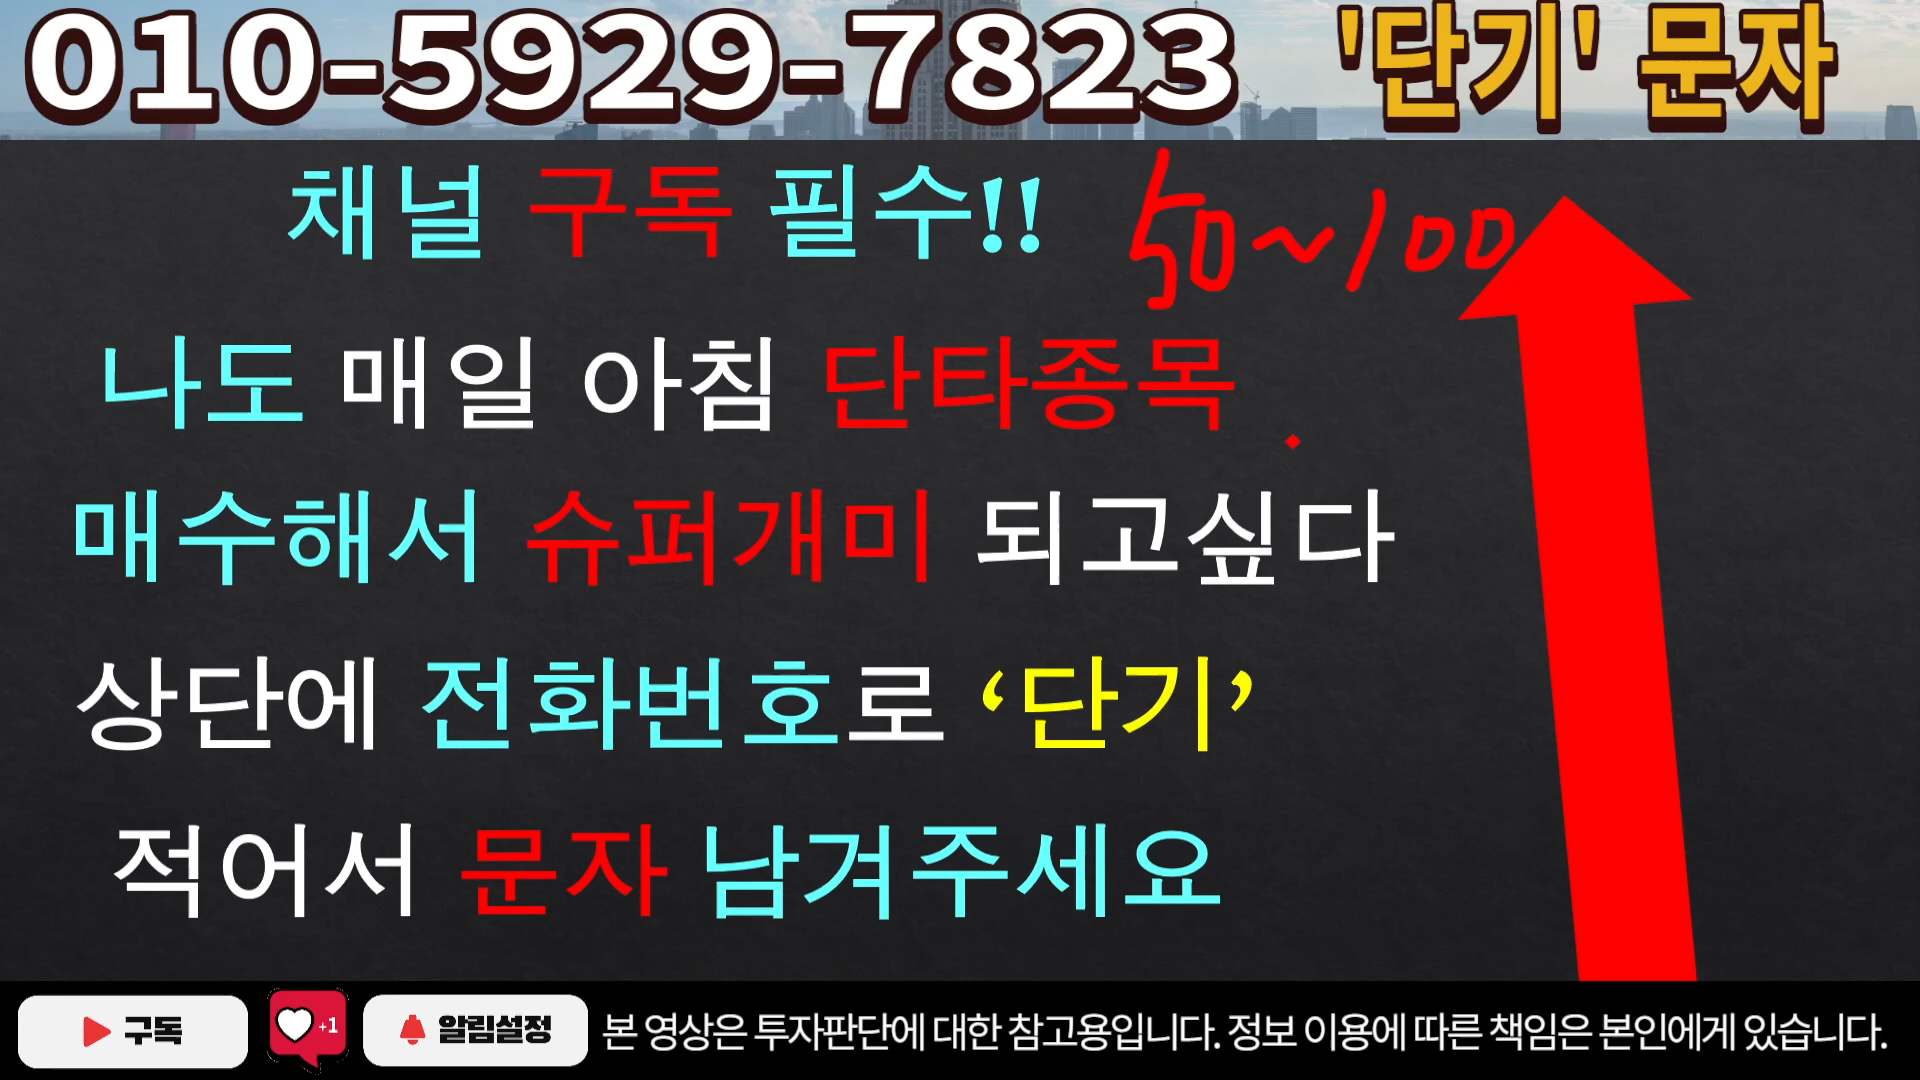 010-5929-7823 '단기' 문자
채널 구독 필수!! 50~100
나도 매일 아침 단타종목
매수해서 슈퍼개미 되고싶다
상단에 전화번호로 ‘단기’
적어서 문자 남겨주세요
구독 +1 알림설정 본 영상은 투자판단에 대한 참고용입니다. 정보 이용에 따른 책임은 본인에게 있습니다.